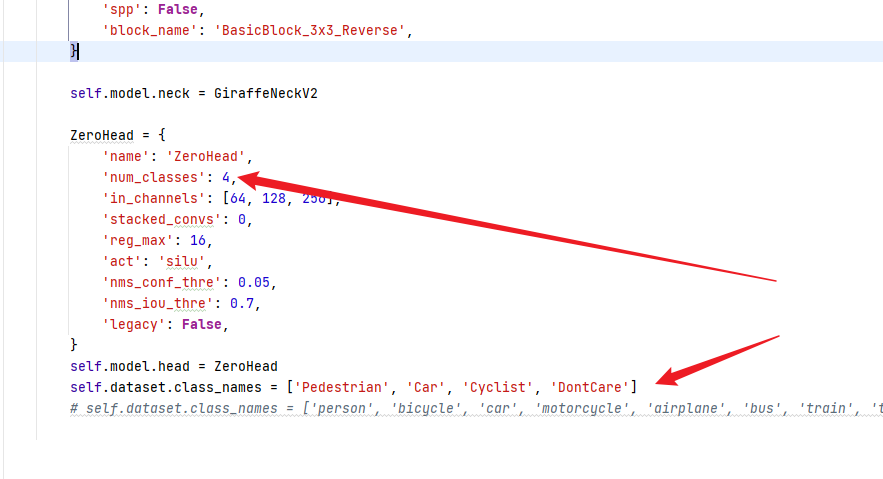 'spp': False,
'block_name': 'BasicBlock_3x3_Reverse',
}
self.model.neck = GiraffeNeckV2
ZeroHead = {
'name': 'ZeroHead',
'num_classes': 4,
'in_channels': [64, 128, 256],
'stacked_convs': 0,
'reg_max': 16,
'act': 'silu',
'nms_conf_thre': 0.05,
'nms_iou_thre': 0.7,
'legacy': False,
}
self.model.head = ZeroHead
self.dataset.class_names = ['Pedestrian', 'Car', 'Cyclist', 'DontCare']
# self.dataset.class_names = ['person', 'bicycle', 'car', 'motorcycle', 'airplane', 'bus', 'train', 't